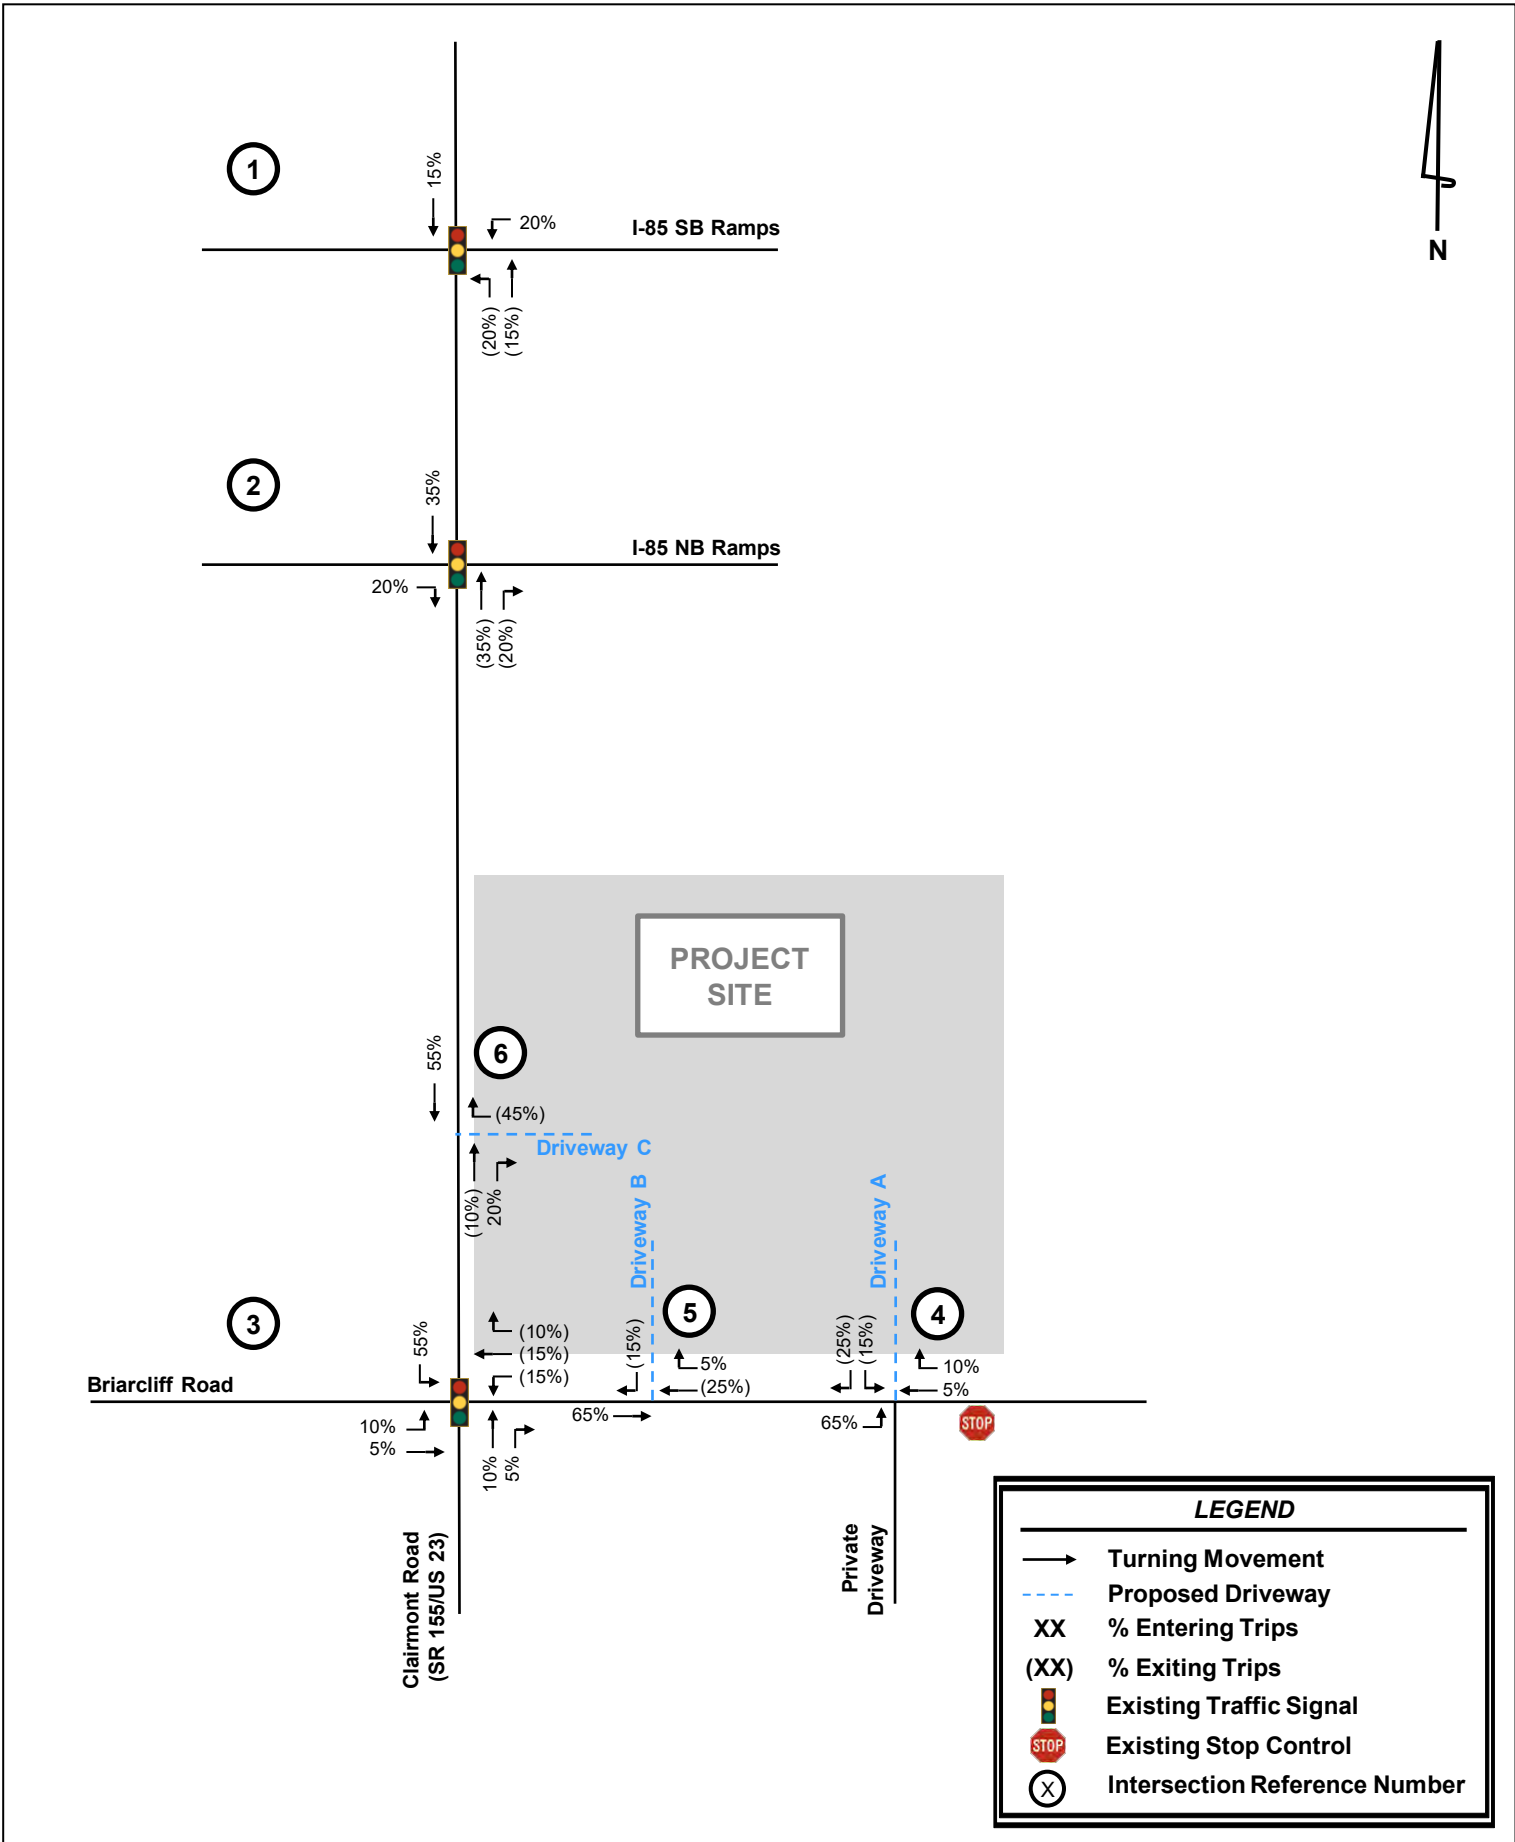 1
15%
20%
I-85 SB Ramps
N
(20%)
(15%)
2
35%
I-85 NB Ramps
20%
(35%)
(20%)
PROJECT
SITE
55%
6
(45%)
Driveway C
(10%)
20%
Driveway B
Driveway A
3
55%
(10%)
(15%)
(15%)
(15%)
5
5%
(25%)
(25%)
(15%)
4
10%
5%
Briarcliff Road
10%
5%
10%
5%
65%
65%
STOP
Clairmont Road
(SR 155/US 23)
Private
Driveway
LEGEND
Turning Movement
Proposed Driveway
XX % Entering Trips
(XX) % Exiting Trips
Existing Traffic Signal
STOP Existing Stop Control
X Intersection Reference Number